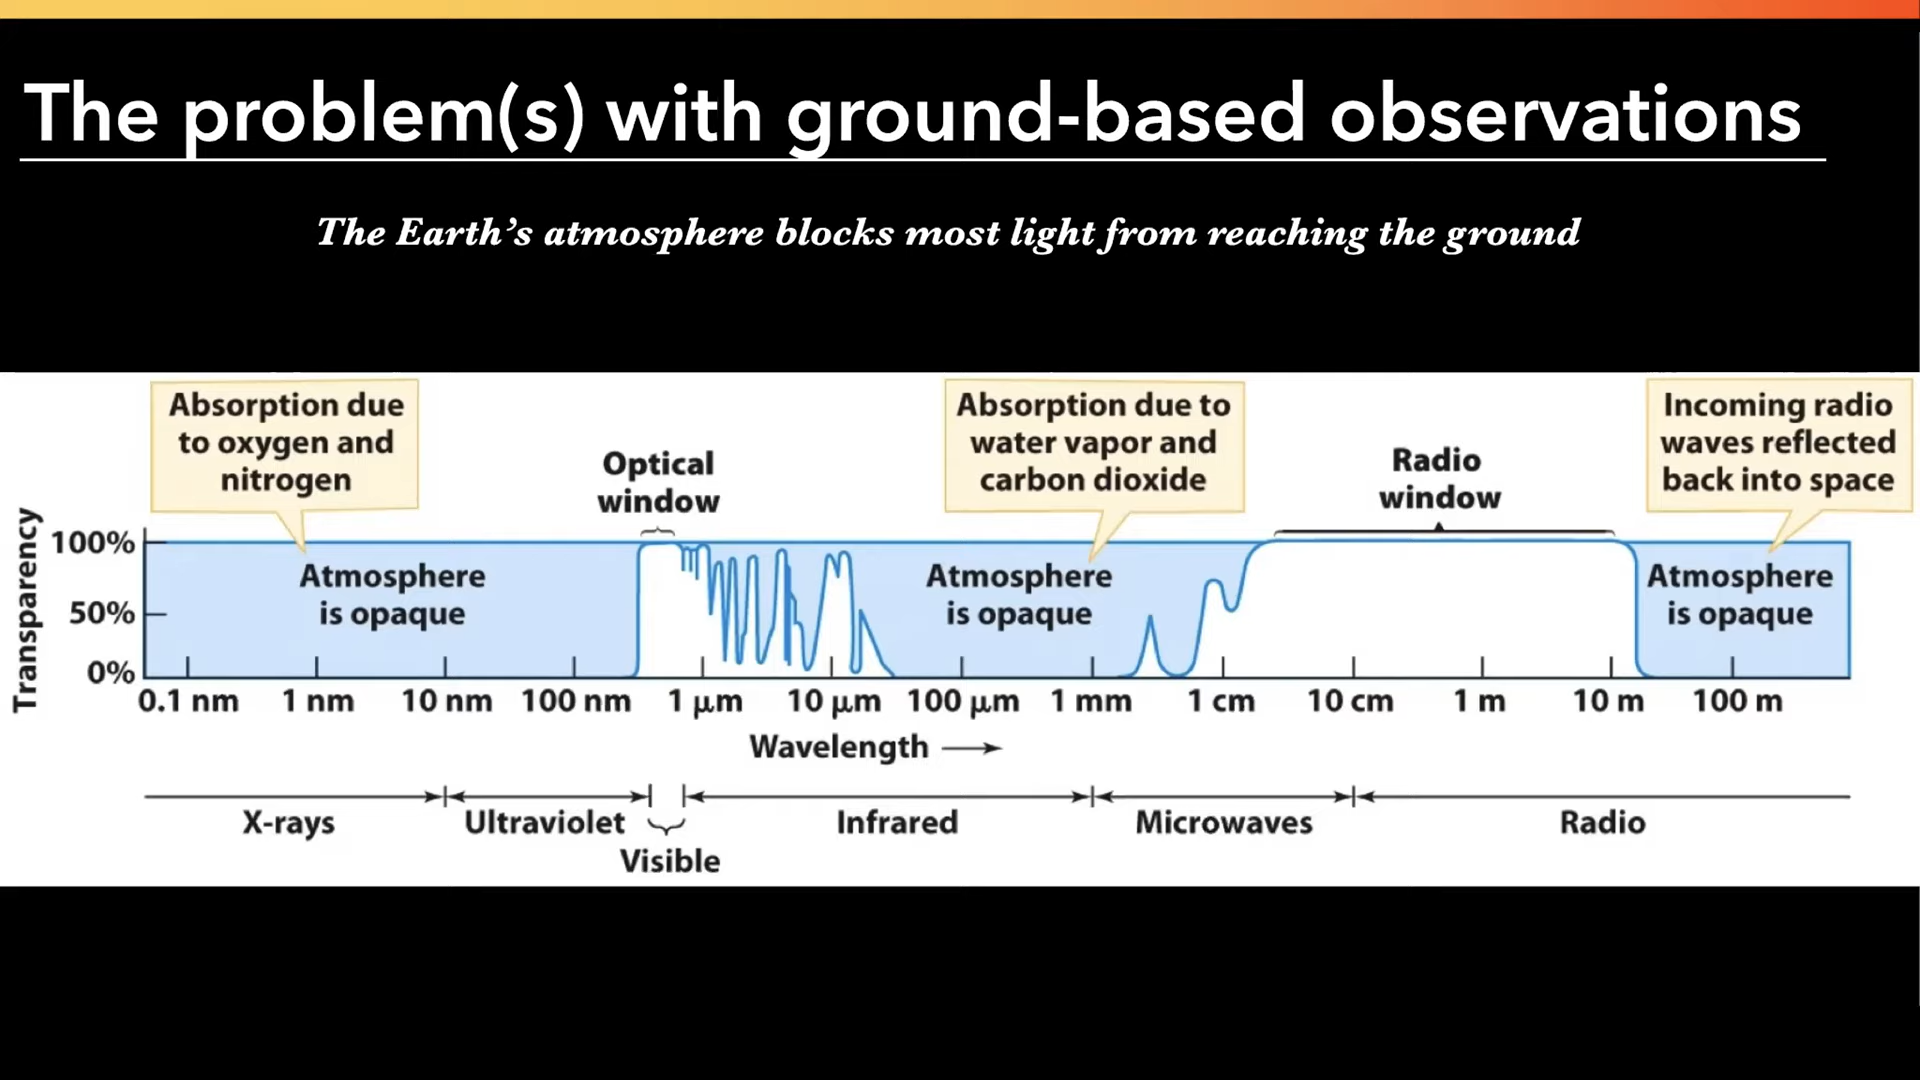 The problem(s) with ground-based observations
The Earth's atmosphere blocks most light from reaching the ground
Absorption due
to oxygen and
nitrogen
Optical
window
Absorption due to
water vapor and
carbon dioxide
Radio
window
Incoming radio
waves reflected
back into space
Transparency
100%
50%
0%
Atmosphere
is opaque
Atmosphere
is opaque
Atmosphere
is opaque
0.1 nm 1 nm 10 nm 100 nm 1 μm 10 μm 100 μm 1 mm 1 cm 10 cm 1 m 10 m 100 m
Wavelength
X-rays Ultraviolet Infrared Microwaves Radio
Visible